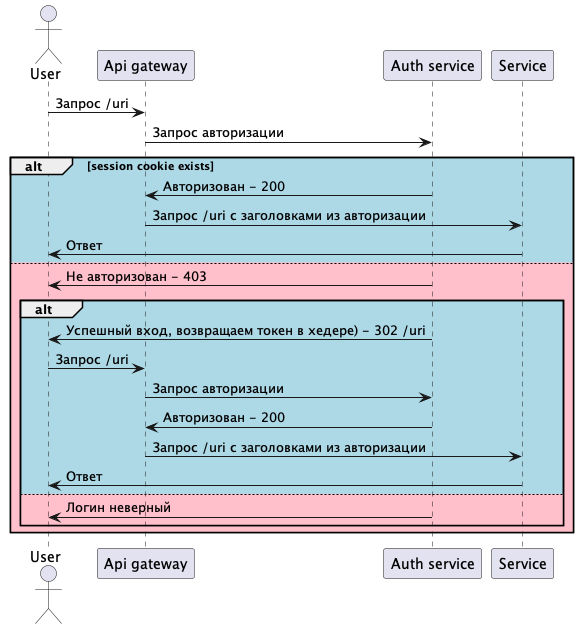 User
Api gateway
Auth service
Service
Запрос /uri
Запрос авторизации
alt
[session cookie exists]
Авторизован - 200
Запрос /uri с заголовками из авторизации
Ответ
Не авторизован - 403
alt
Успешный вход, возвращаем токен в хедере) - 302 /uri
Запрос /uri
Запрос авторизации
Авторизован - 200
Запрос /uri с заголовками из авторизации
Ответ
Логин неверный
User
Api gateway
Auth service
Service